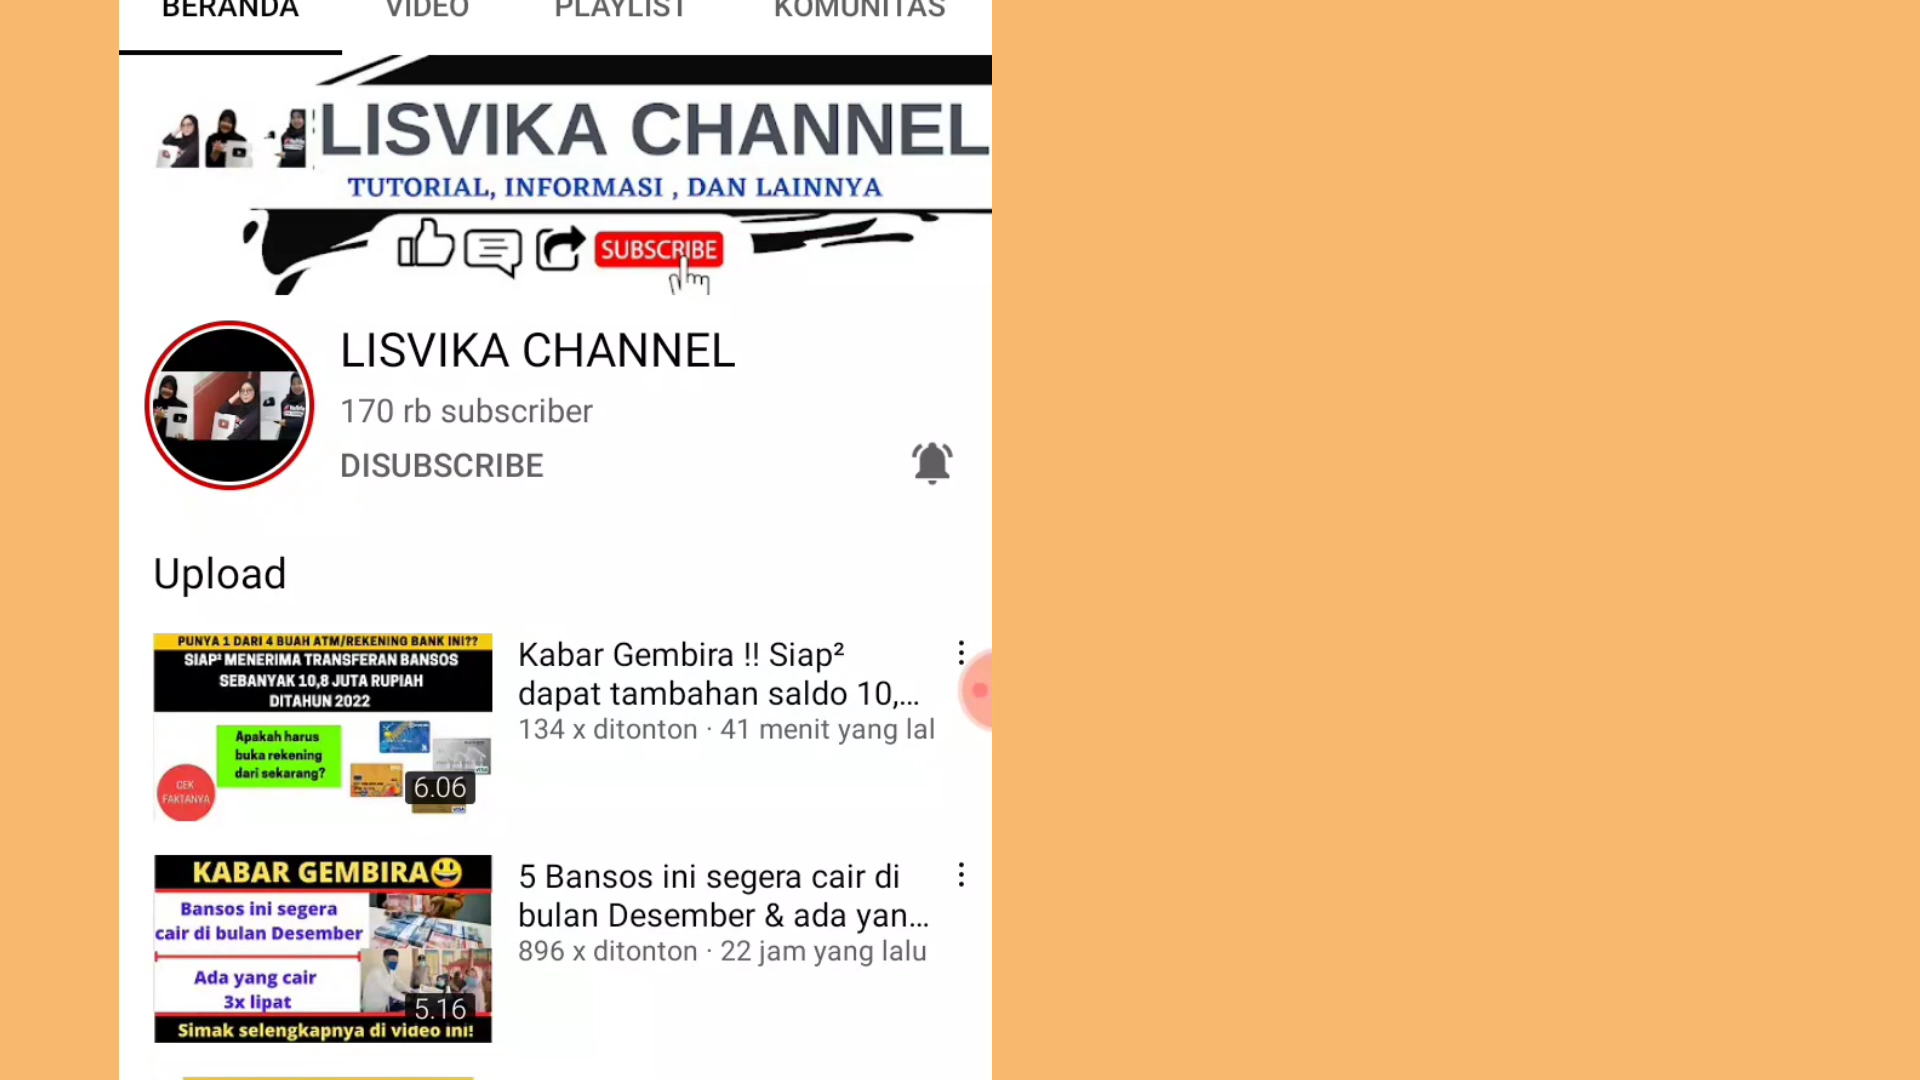 BERANDA VIDEO PLAYLIST KOMUNITAS
LISVIKA CHANNEL
TUTORIAL, INFORMASI , DAN LAINNYA
SUBSCRIBE
LISVIKA CHANNEL
170 rb subscriber
DISUBSCRIBE
Upload
PUNYA 1 DARI 4 BUAH ATM/REKENING BANK INI??
SIAP² MENERIMA TRANSFERAN BANSOS
SEBANYAK 10,8 JUTA RUPIAH
DITAHUN 2022
Apakah harus
buka rekening
dari sekarang?
CEK
FAKTANYA
6.06
Kabar Gembira !! Siap²
dapat tambahan saldo 10,...
134 x ditonton · 41 menit yang lal
KABAR GEMBIRA😃
Bansos ini segera
cair di bulan Desember
Ada yang cair
3x lipat
5.16
Simak selengkapnya di video ini!
5 Bansos ini segera cair di
bulan Desember & ada yan...
896 x ditonton · 22 jam yang lalu